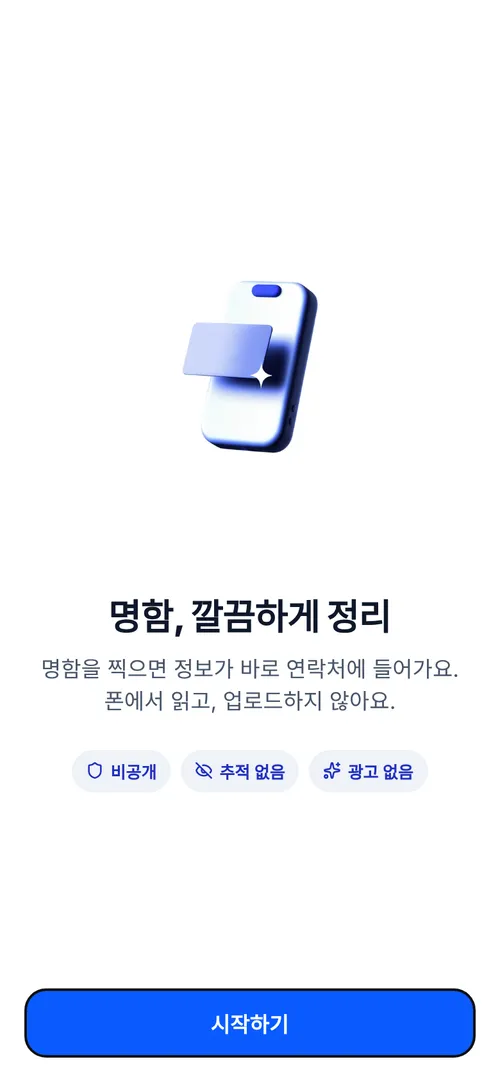 명함, 깔끔하게 정리
명함을 찍으면 정보가 바로 연락처에 들어가요.
폰에서 읽고, 업로드하지 않아요.
비공개
추적 없음
광고 없음
시작하기